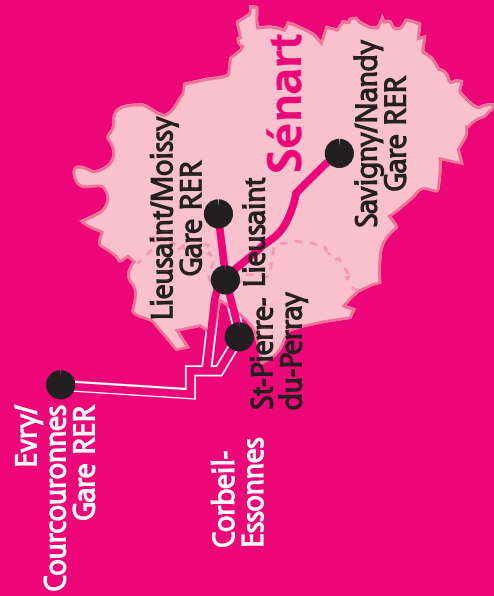 Evry/
Courcouronnes
Gare RER
Corbeil-
Essonnes
Lieusaint/Moissy
Gare RER
St-Pierre-
du-Perray
Lieusaint
Sénart
Savigny/Nandy
Gare RER